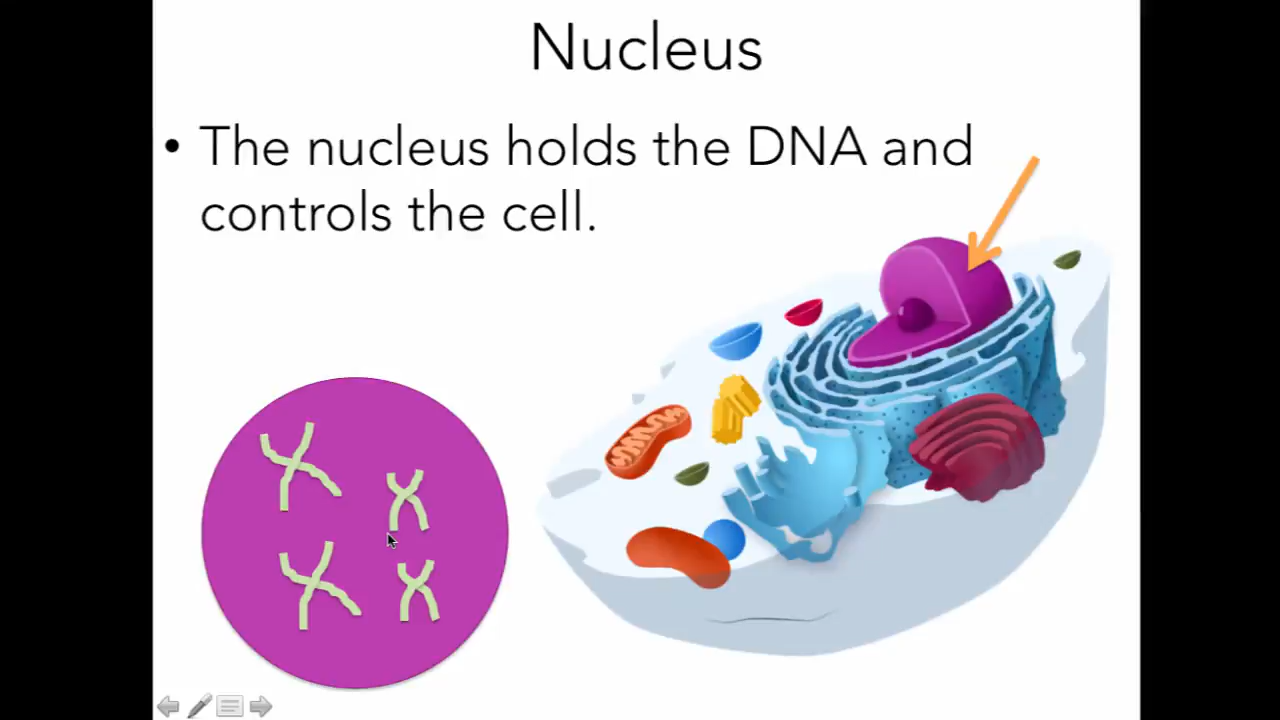 Nucleus
• The nucleus holds the DNA and
controls the cell.